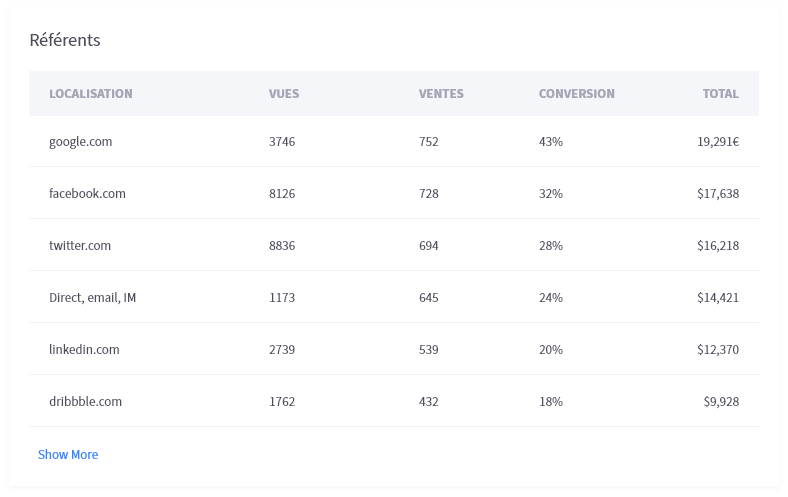 Référents
LOCALISATION VUES VENTES CONVERSION TOTAL
google.com 3746 752 43% 19,291€
facebook.com 8126 728 32% $17,638
twitter.com 8836 694 28% $16,218
Direct, email, IM 1173 645 24% $14,421
linkedin.com 2739 539 20% $12,370
dribbble.com 1762 432 18% $9,928
Show More